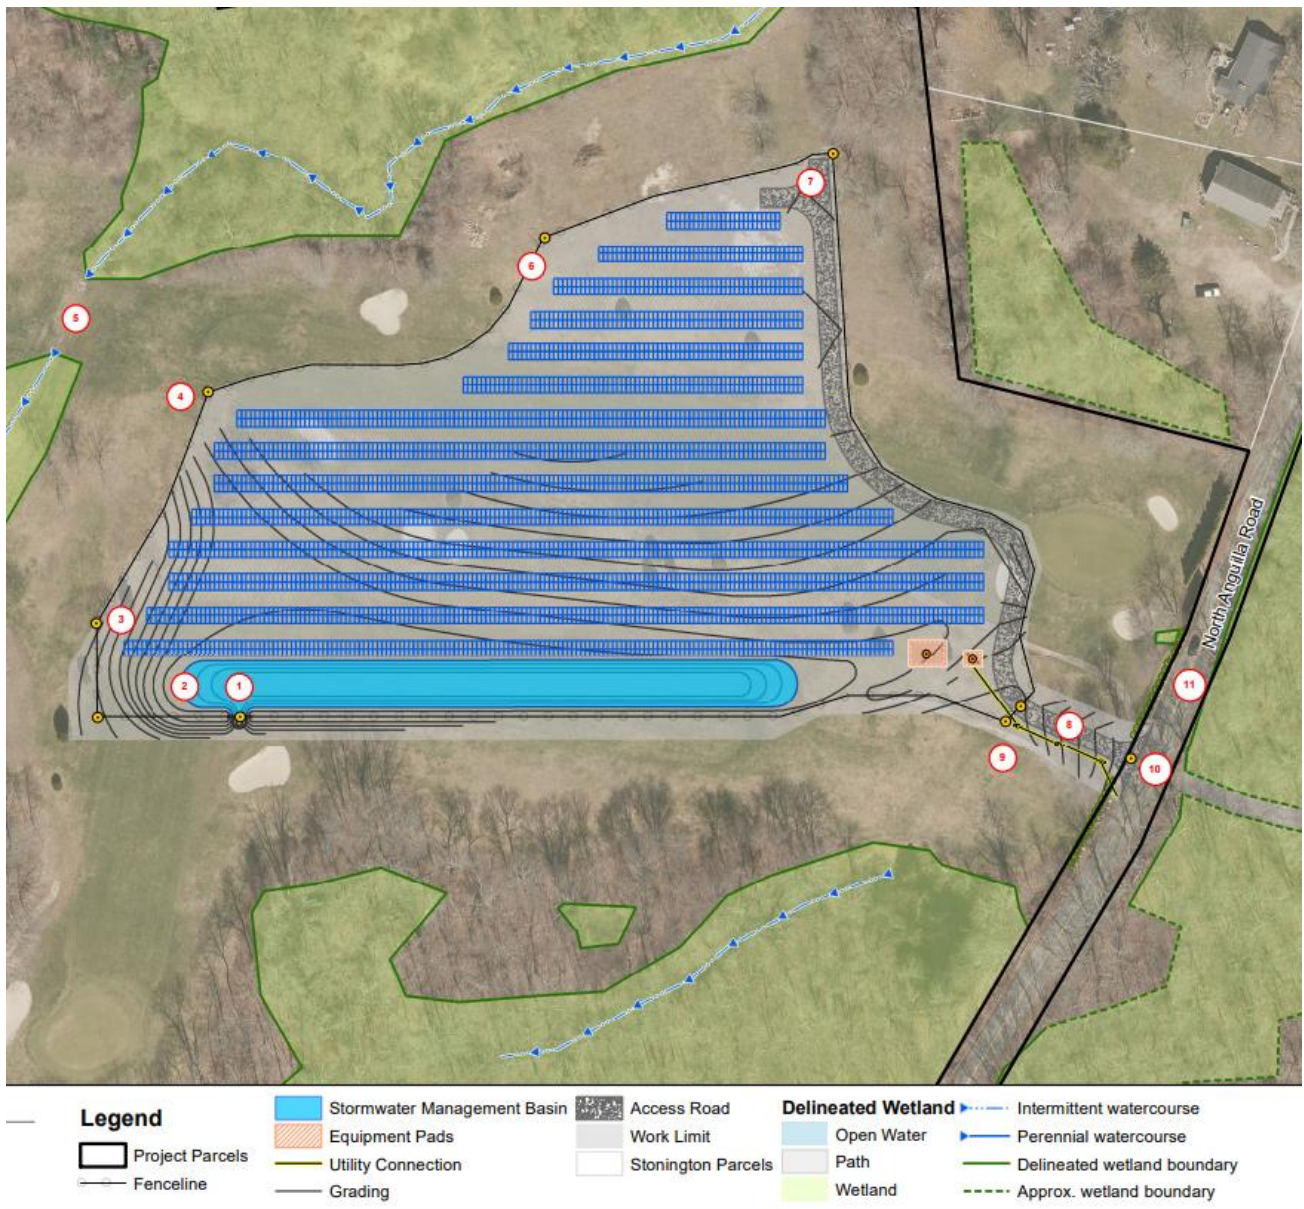 7
6
5
4
3
2
1
8
9
10
11
North Anguilla Road
Legend
Project Parcels
Fenceline
Stormwater Management Basin
Equipment Pads
Utility Connection
Grading
Access Road
Work Limit
Stonington Parcels
Delineated Wetland
Open Water
Path
Wetland
Intermittent watercourse
Perennial watercourse
Delineated wetland boundary
Approx. wetland boundary